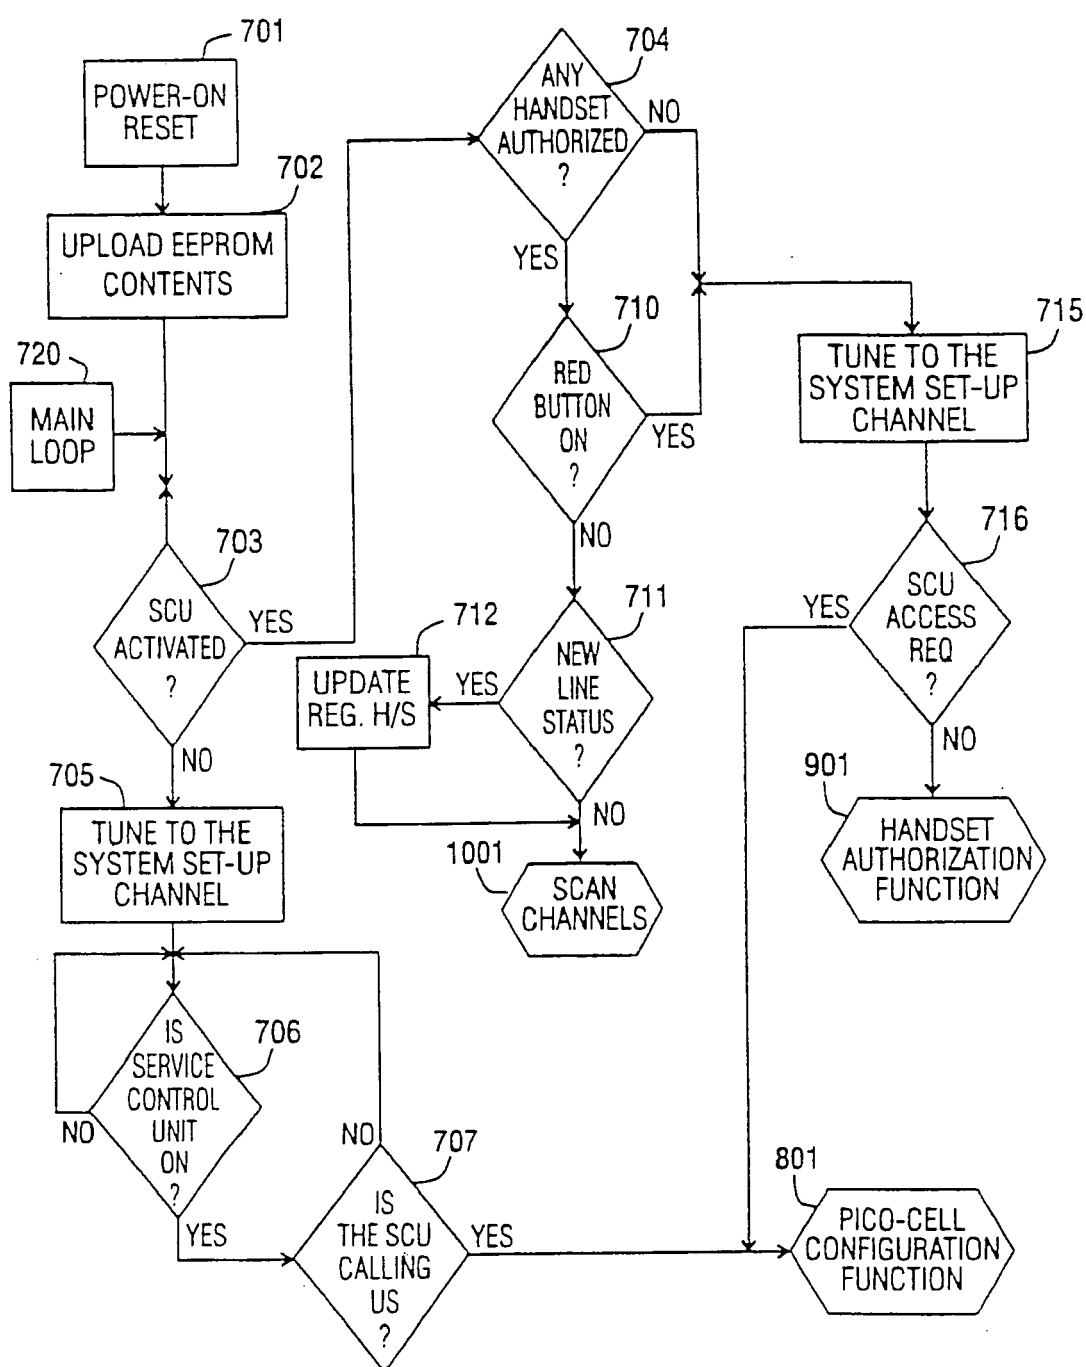 701
POWER-ON
RESET
702
UPLOAD EEPROM
CONTENTS
720
MAIN
LOOP
703
SCU
ACTIVATED
?
YES
NO
704
ANY
HANDSET
AUTHORIZED
?
NO
YES
710
RED
BUTTON
ON
?
YES
NO
711
NEW
LINE
STATUS
?
YES
NO
712
UPDATE
REG. H/S
1001
SCAN
CHANNELS
715
TUNE TO THE
SYSTEM SET-UP
CHANNEL
716
SCU
ACCESS
REQ
?
YES
NO
901
HANDSET
AUTHORIZATION
FUNCTION
705
TUNE TO THE
SYSTEM SET-UP
CHANNEL
706
IS
SERVICE
CONTROL
UNIT
ON
?
NO
YES
707
IS
THE SCU
CALLING
US
?
NO
YES
801
PICO-CELL
CONFIGURATION
FUNCTION